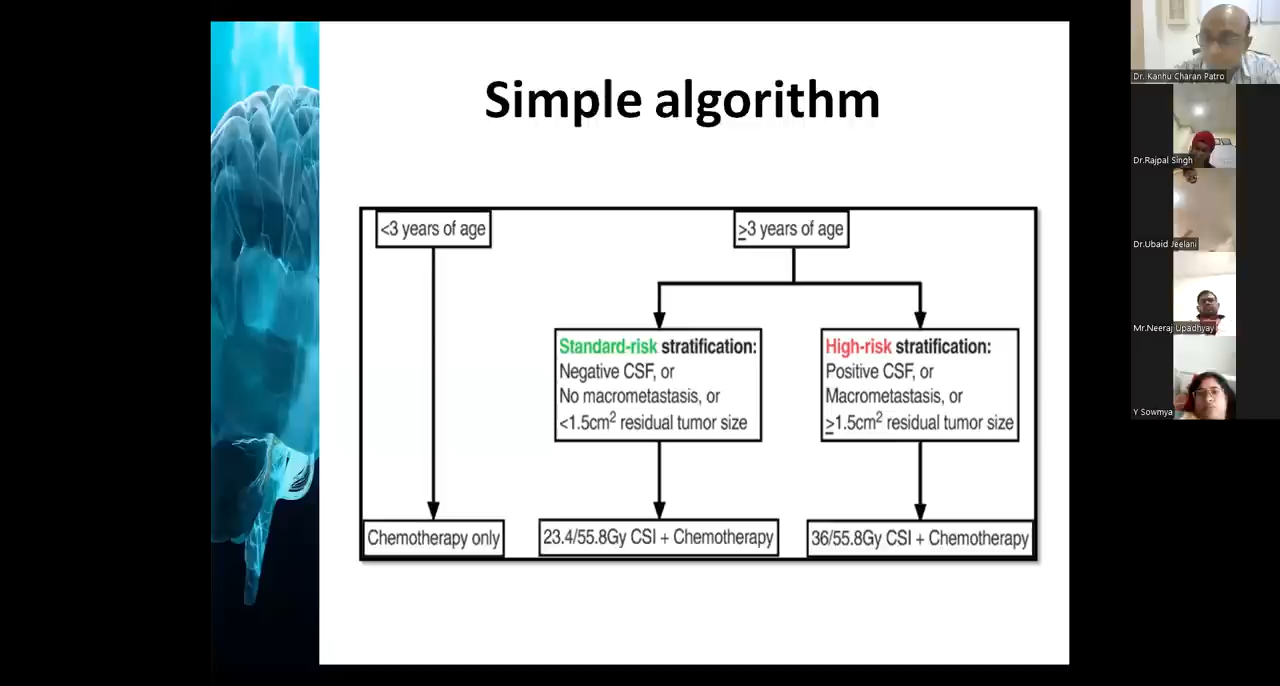 Simple algorithm
<3 years of age
≥3 years of age
Standard-risk stratification:
Negative CSF, or
No macrometastasis, or
<1.5cm² residual tumor size
High-risk stratification:
Positive CSF, or
Macrometastasis, or
≥1.5cm² residual tumor size
Chemotherapy only
23.4/55.8Gy CSI + Chemotherapy
36/55.8Gy CSI + Chemotherapy
Dr. Kanhu Charan Patro
Dr.Rajpal Singh
Dr.Ubaid Jeelani
Mr.Neeraj Upadhyay
Y Sowmya